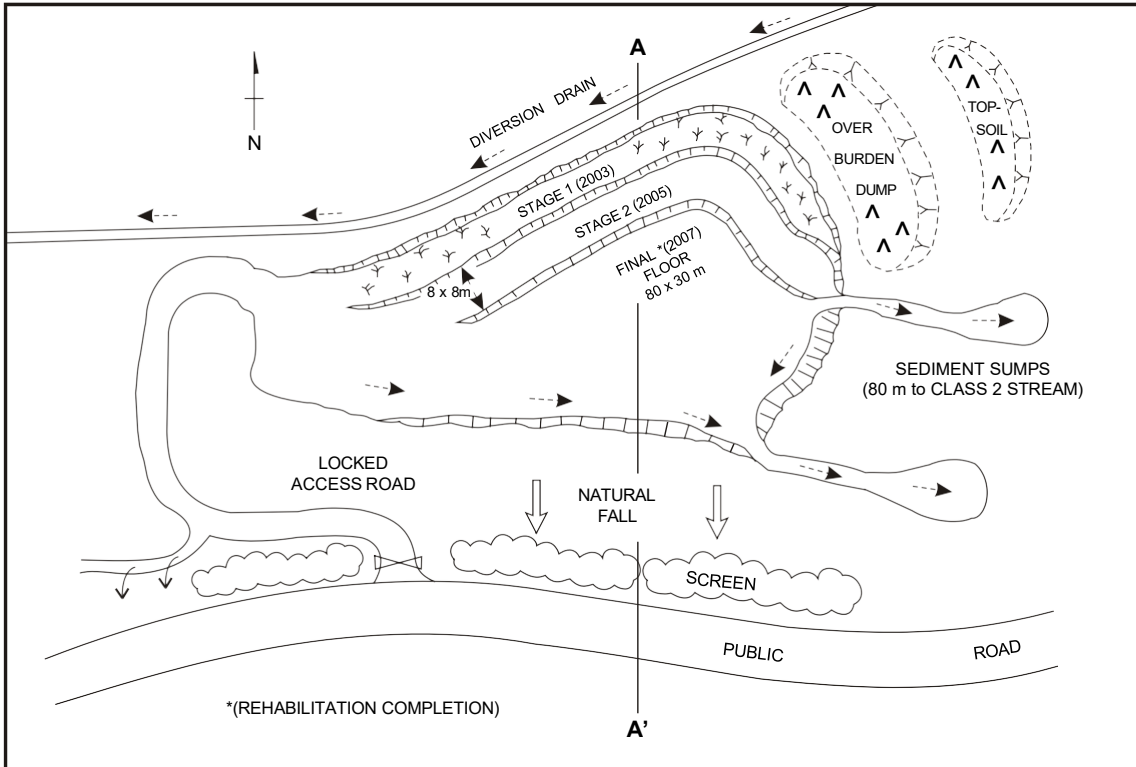 A
N
DIVERSION DRAIN
TOP-
SOIL
OVER
BURDEN
DUMP
STAGE 1 (2003)
STAGE 2 (2005)
FINAL *(2007)
FLOOR
80 x 30 m
8 x 8m
SEDIMENT SUMPS
(80 m to CLASS 2 STREAM)
LOCKED
ACCESS ROAD
NATURAL
FALL
SCREEN
PUBLIC ROAD
*(REHABILITATION COMPLETION)
A'